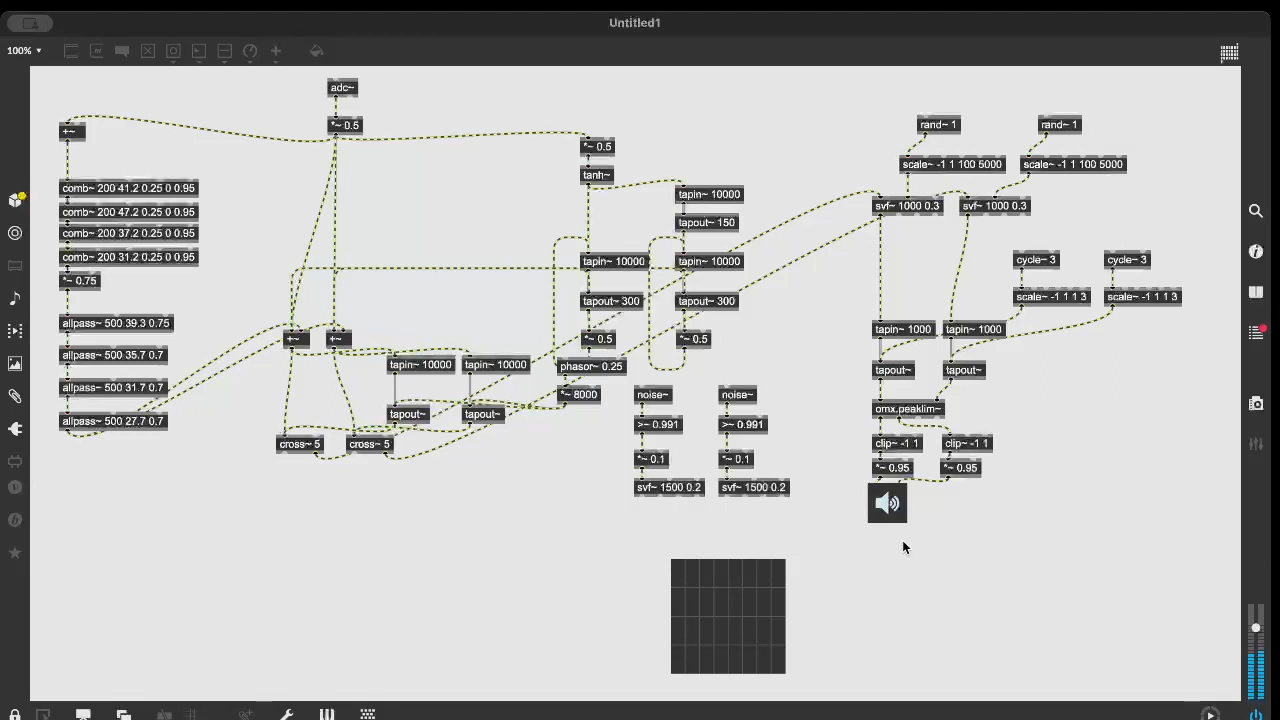 Untitled1
100%
adc~
*~ 0.5
+~
comb~ 200 41.2 0.25 0 0.95
comb~ 200 47.2 0.25 0 0.95
comb~ 200 37.2 0.25 0 0.95
comb~ 200 31.2 0.25 0 0.95
*~ 0.75
allpass~ 500 39.3 0.75
allpass~ 500 35.7 0.7
allpass~ 500 31.7 0.7
allpass~ 500 27.7 0.7
+~
+~
tapin~ 10000
tapin~ 10000
tapout~
tapout~
cross~ 5
cross~ 5
*~ 0.5
tanh~
tapin~ 10000
tapout~ 150
tapin~ 10000
tapin~ 10000
tapout~ 300
tapout~ 300
*~ 0.5
*~ 0.5
phasor~ 0.25
*~ 8000
noise~
noise~
>~ 0.991
>~ 0.991
*~ 0.1
*~ 0.1
svf~ 1500 0.2
svf~ 1500 0.2
rand~ 1
rand~ 1
scale~ -1 1 100 5000
scale~ -1 1 100 5000
svf~ 1000 0.3
svf~ 1000 0.3
cycle~ 3
cycle~ 3
scale~ -1 1 1 3
scale~ -1 1 1 3
tapin~ 1000
tapin~ 1000
tapout~
tapout~
omx.peaklim~
clip~ -1 1
clip~ -1 1
*~ 0.95
*~ 0.95